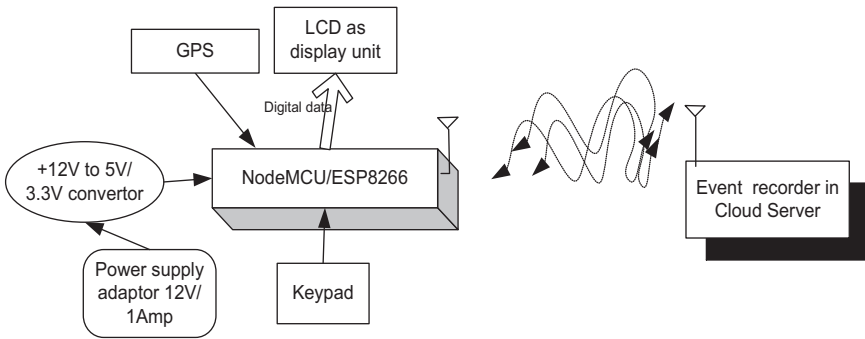 GPS
LCD as
display unit
Digital data
+12V to 5V/
3.3V convertor
NodeMCU/ESP8266
Event recorder in
Cloud Server
Power supply
adaptor 12V/
1Amp
Keypad